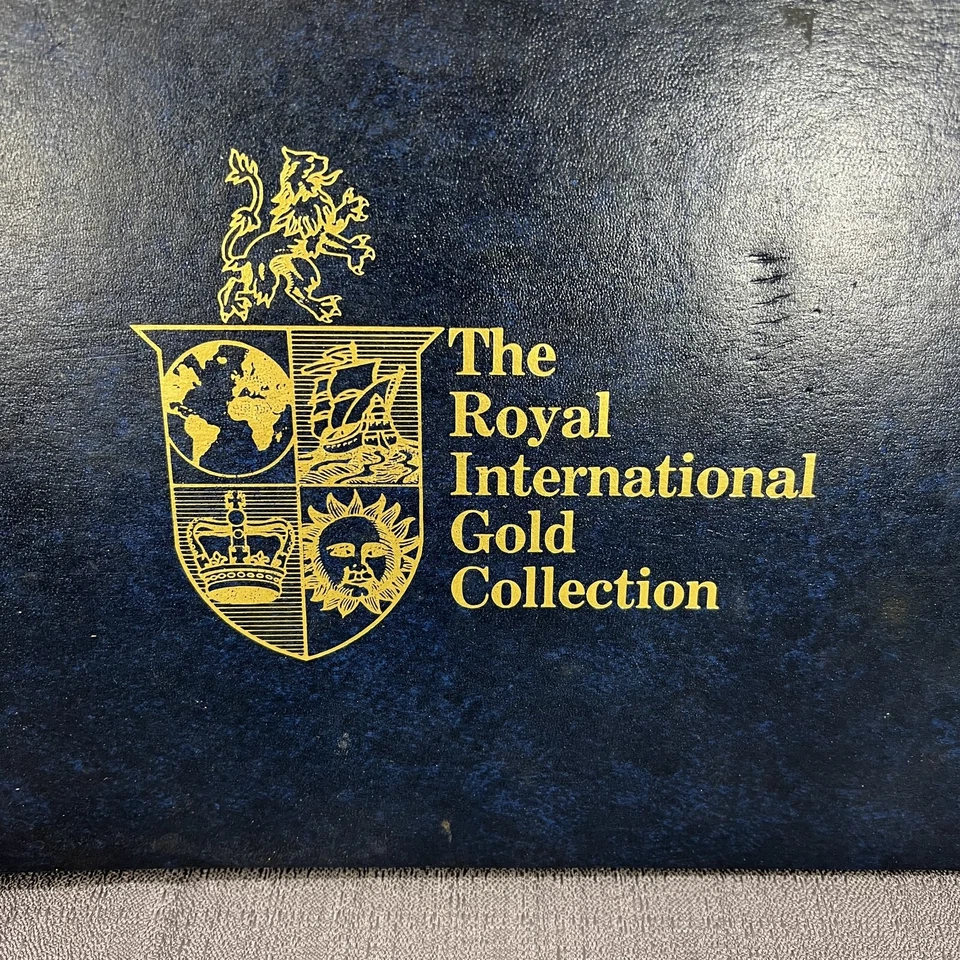 The
Royal
International
Gold
Collection